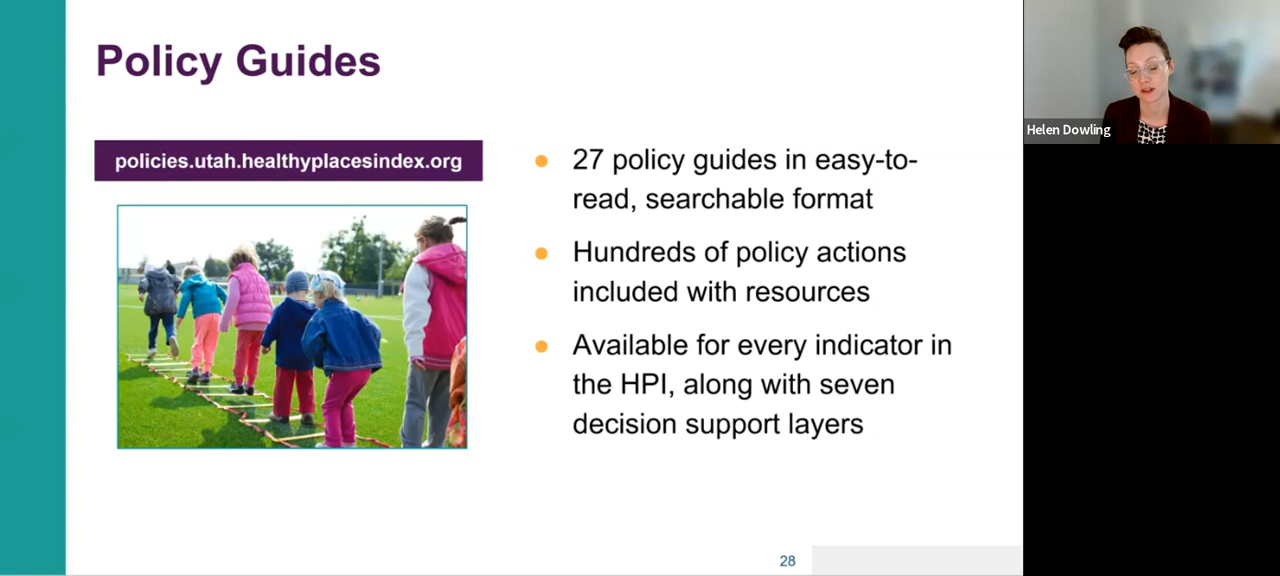 Policy Guides
policies.utah.healthyplacesindex.org
27 policy guides in easy-to-
read, searchable format
Hundreds of policy actions
included with resources
Available for every indicator in
the HPI, along with seven
decision support layers
28
Helen Dowling